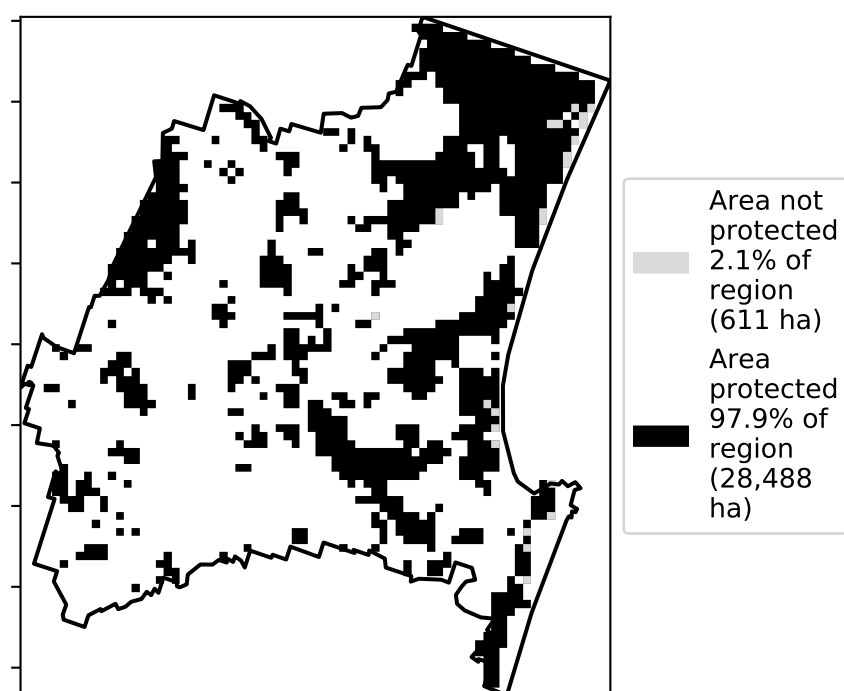 Area not
protected
2.1% of
region
(611 ha)
Area
protected
97.9% of
region
(28,488
ha)